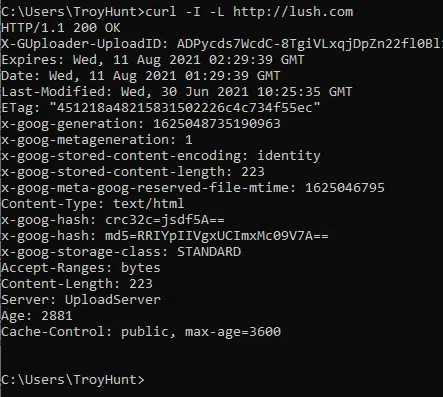 C:\Users\TroyHunt>curl -I -L http://lush.com
HTTP/1.1 200 OK
X-GUploader-UploadID: ADPycds7WcdC-8TgiVLxqjDpZn22fl0Bl
Expires: Wed, 11 Aug 2021 02:29:39 GMT
Date: Wed, 11 Aug 2021 01:29:39 GMT
Last-Modified: Wed, 30 Jun 2021 10:25:35 GMT
ETag: "451218a48215831502226c4c734f55ec"
x-goog-generation: 1625048735190963
x-goog-metageneration: 1
x-goog-stored-content-encoding: identity
x-goog-stored-content-length: 223
x-goog-meta-goog-reserved-file-mtime: 1625046795
Content-Type: text/html
x-goog-hash: crc32c=jsdf5A==
x-goog-hash: md5=RRIYpIIVgxUCImxMc09V7A==
x-goog-storage-class: STANDARD
Accept-Ranges: bytes
Content-Length: 223
Server: UploadServer
Age: 2881
Cache-Control: public, max-age=3600
C:\Users\TroyHunt>